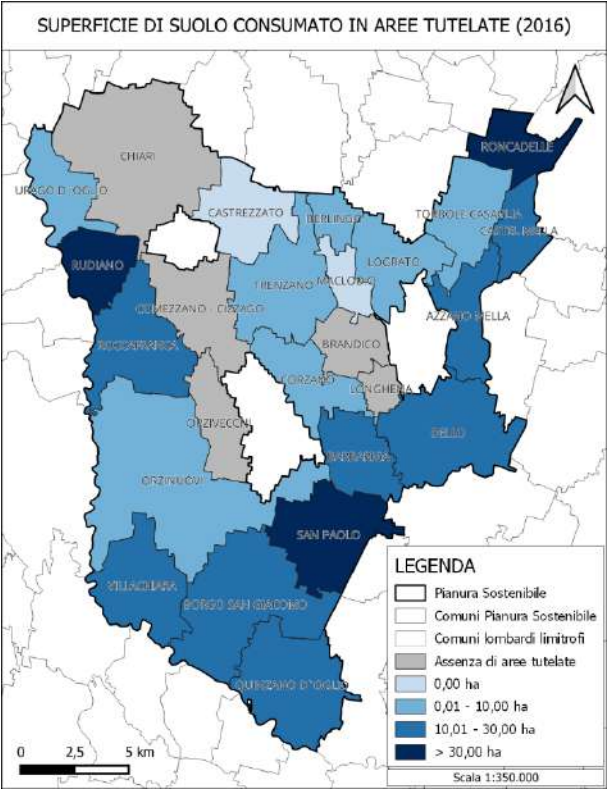 SUPERFICIE DI SUOLO CONSUMATO IN AREE TUTELATE (2016)
RONCADELLE
CHIARI
URAGO D'OGLIO
CASTREZZATO
BERLINGO
TORBOLE CASAGLIA
CASTEL MELLA
RUDIANO
LOGRATO
TRENZANO
MACLODIO
COMEZZANO - CIZZAGO
AZZANO MELLA
ROCCAFRANCA
BRANDICO
CORZANO
LONGHENA
ORZIVECCHI
DELLO
BARBARIGA
ORZINUOVI
SAN PAOLO
VILLACHIARA
BORGO SAN GIACOMO
QUINZANO D'OGLIO
LEGENDA
Pianura Sostenibile
Comuni Pianura Sostenibile
Comuni lombardi limitrofi
Assenza di aree tutelate
0,00 ha
0,01 - 10,00 ha
10,01 - 30,00 ha
> 30,00 ha
0 2,5 5 km
Scala 1:350.000